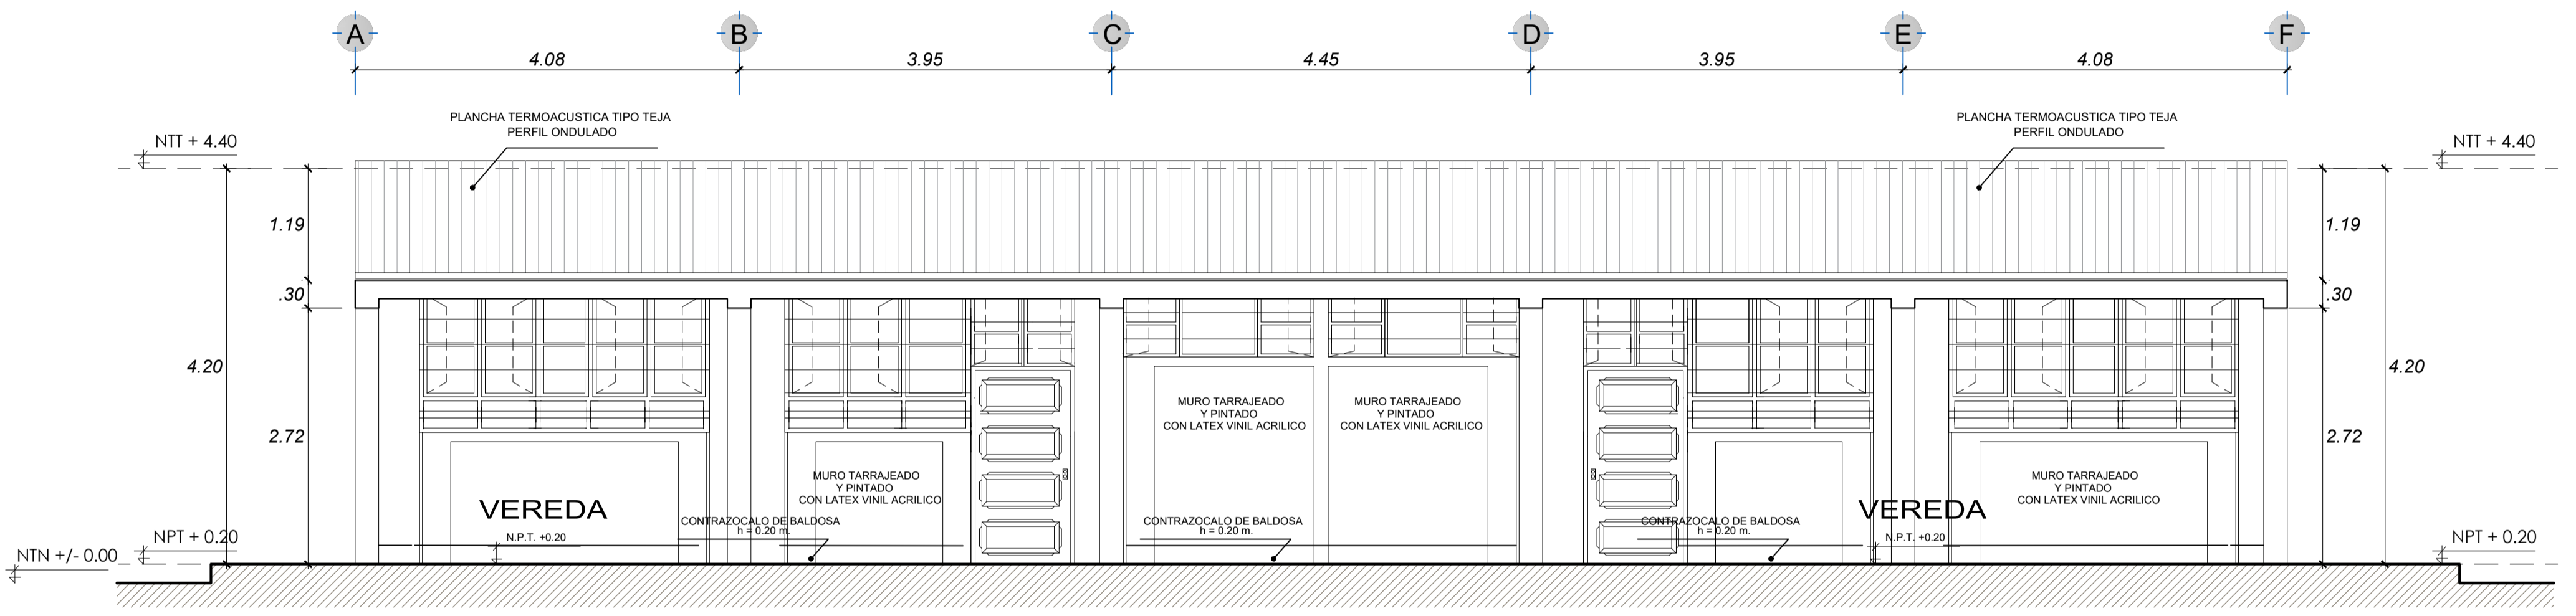 A
B
C
D
E
F
4.08
3.95
4.45
3.95
4.08
PLANCHA TERMOACUSTICA TIPO TEJA
PERFIL ONDULADO
PLANCHA TERMOACUSTICA TIPO TEJA
PERFIL ONDULADO
NTT + 4.40
NTT + 4.40
1.19
1.19
.30
.30
4.20
4.20
2.72
2.72
MURO TARRAJEADO
Y PINTADO
CON LATEX VINIL ACRILICO
MURO TARRAJEADO
Y PINTADO
CON LATEX VINIL ACRILICO
MURO TARRAJEADO
Y PINTADO
CON LATEX VINIL ACRILICO
MURO TARRAJEADO
Y PINTADO
CON LATEX VINIL ACRILICO
VEREDA
VEREDA
CONTRAZOCALO DE BALDOSA
h = 0.20 m.
CONTRAZOCALO DE BALDOSA
h = 0.20 m.
CONTRAZOCALO DE BALDOSA
h = 0.20 m.
N.P.T. +0.20
N.P.T. +0.20
NPT + 0.20
NPT + 0.20
NTN +/- 0.00